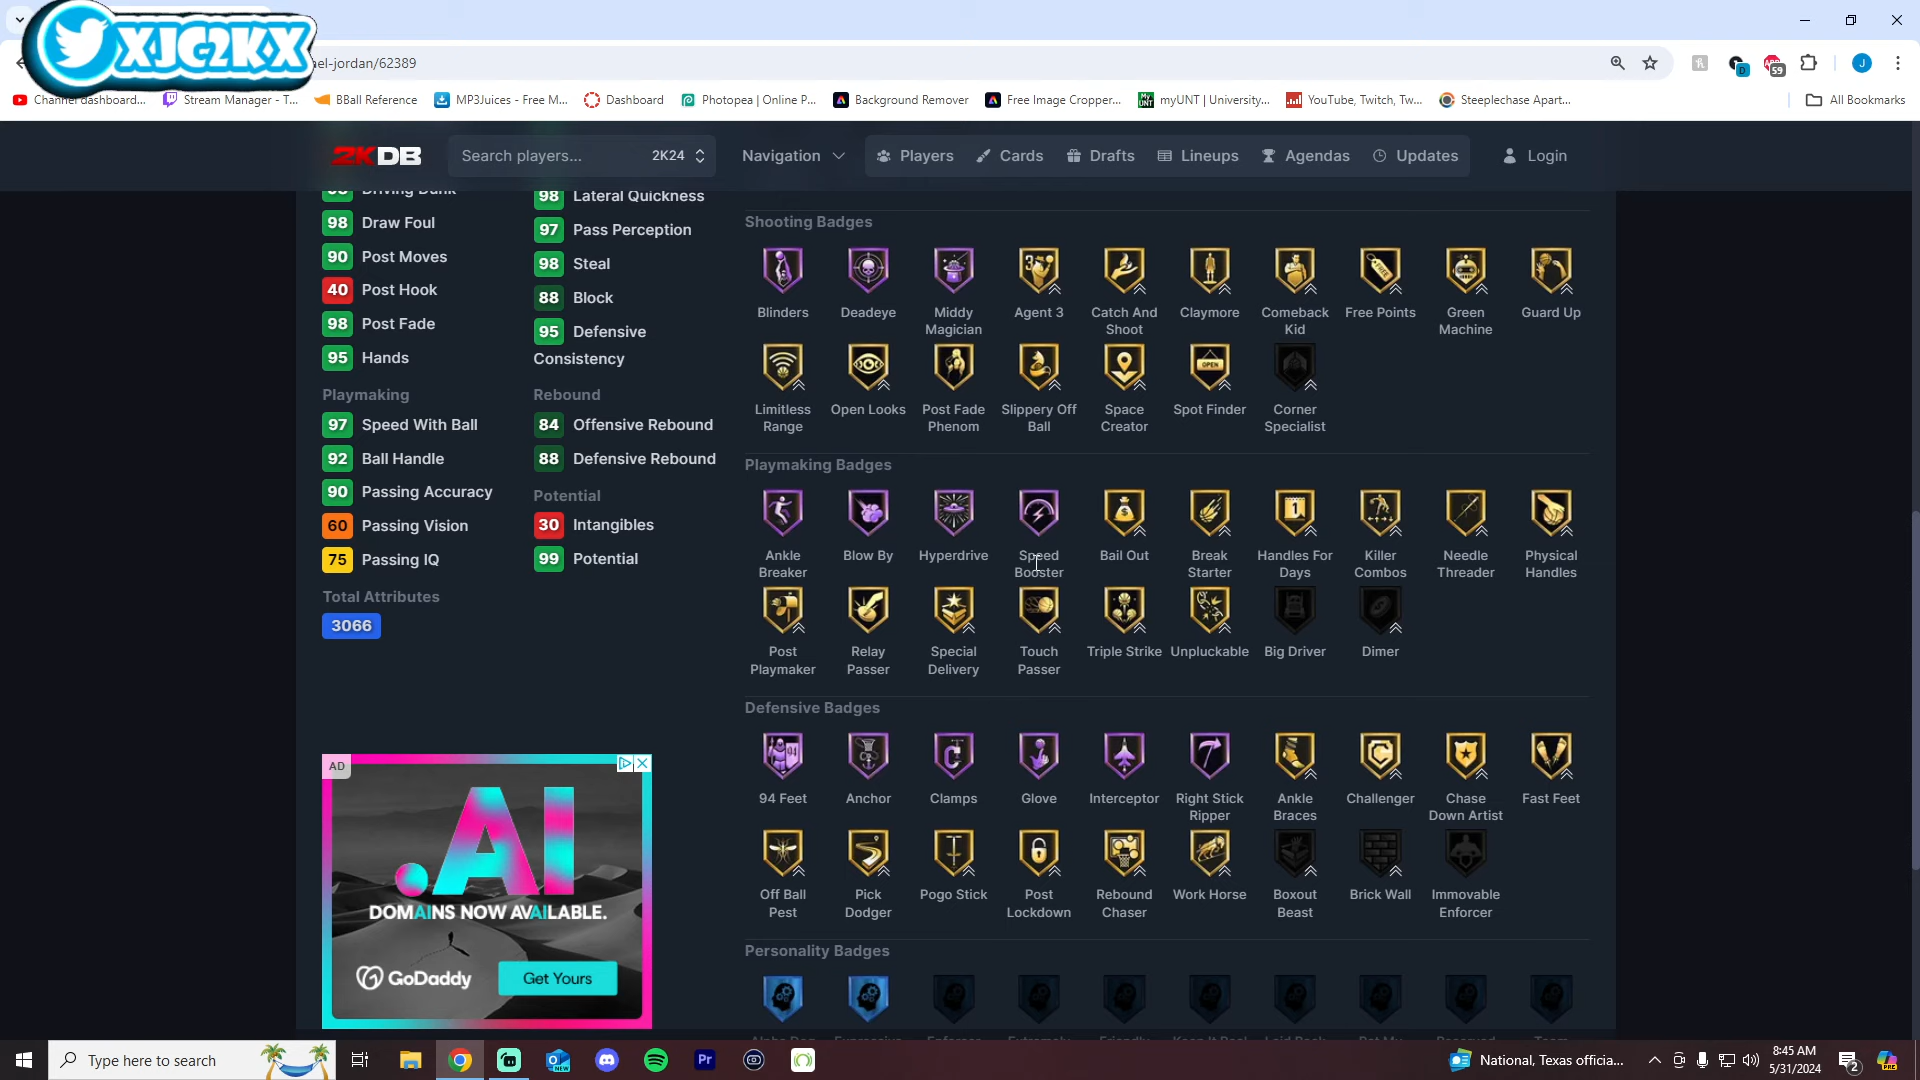 XJC2KX
el-jordan/62389
Channel dashboard...
Stream Manager - T...
BBall Reference
MP3Juices - Free M...
Dashboard
Photopea | Online P...
Background Remover
Free Image Cropper...
myUNT | University...
YouTube, Twitch, Tw...
Steeplechase Apart...
All Bookmarks
2KDB
Search players...
2K24
Navigation
Players
Cards
Drafts
Lineups
Agendas
Updates
Login
Driving Dunk
98 Draw Foul
90 Post Moves
40 Post Hook
98 Post Fade
95 Hands
Playmaking
97 Speed With Ball
92 Ball Handle
90 Passing Accuracy
60 Passing Vision
75 Passing IQ
Total Attributes
3066
98 Lateral Quickness
97 Pass Perception
98 Steal
88 Block
95 Defensive
Consistency
Rebound
84 Offensive Rebound
88 Defensive Rebound
Potential
30 Intangibles
99 Potential
Shooting Badges
Blinders
Deadeye
Middy
Magician
Agent 3
Catch And
Shoot
Claymore
Comeback
Kid
Free Points
Green
Machine
Guard Up
Limitless
Range
Open Looks
Post Fade
Phenom
Slippery Off
Ball
Space
Creator
OPEN
Spot Finder
Corner
Specialist
Playmaking Badges
Ankle
Breaker
Blow By
Hyperdrive
Speed
Booster
Bail Out
Break
Starter
Handles For
Days
Killer
Combos
Needle
Threader
Physical
Handles
Post
Playmaker
Relay
Passer
Special
Delivery
Touch
Passer
Triple Strike
Unpluckable
Big Driver
Dimer
Defensive Badges
94 Feet
Anchor
Clamps
Glove
Interceptor
Right Stick
Ripper
Ankle
Braces
Challenger
Chase
Down Artist
Fast Feet
Off Ball
Pest
Pick
Dodger
Pogo Stick
Post
Lockdown
Rebound
Chaser
Work Horse
Boxout
Beast
Brick Wall
Immovable
Enforcer
Personality Badges
AD
.AI
DOMAINS NOW AVAILABLE.
GoDaddy
Get Yours
Type here to search
National, Texas officia...
8:45 AM
5/31/2024
2